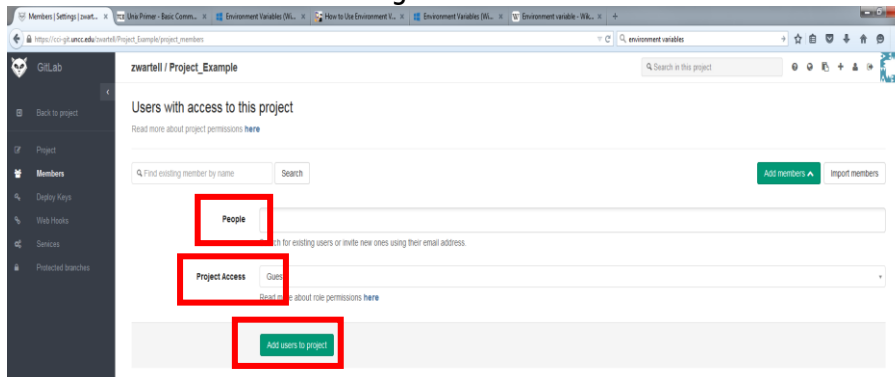 Members | Settings | zwart...
Unix Primer - Basic Comm...
Environment Variables (Wi...
How to Use Environment V...
Environment Variables (Wi...
Environment variable - Wik...
https://cci-git.uncc.edu/zwartell/Project_Example/project_members
environment variables
GitLab
zwartell / Project_Example
Search in this project
Back to project
Project
Members
Deploy Keys
Web Hooks
Services
Protected branches
Users with access to this project
Read more about project permissions here
Find existing member by name
Search
Add members
Import members
People
ch for existing users or invite new ones using their email address.
Project Access
Gues
Read m e about role permissions here
Add users to project